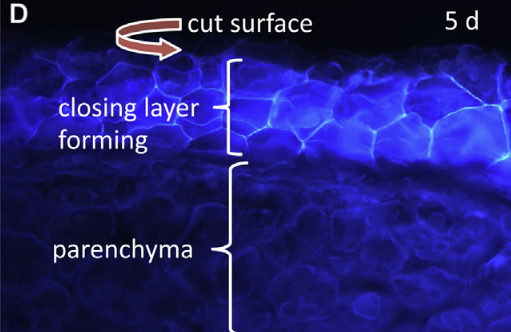 D
cut surface
5 d
closing layer
forming
parenchyma